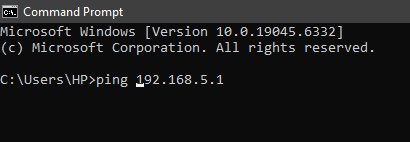 Command Prompt
Microsoft Windows [Version 10.0.19045.6332]
(c) Microsoft Corporation. All rights reserved.
C:\Users\HP>ping 192.168.5.1